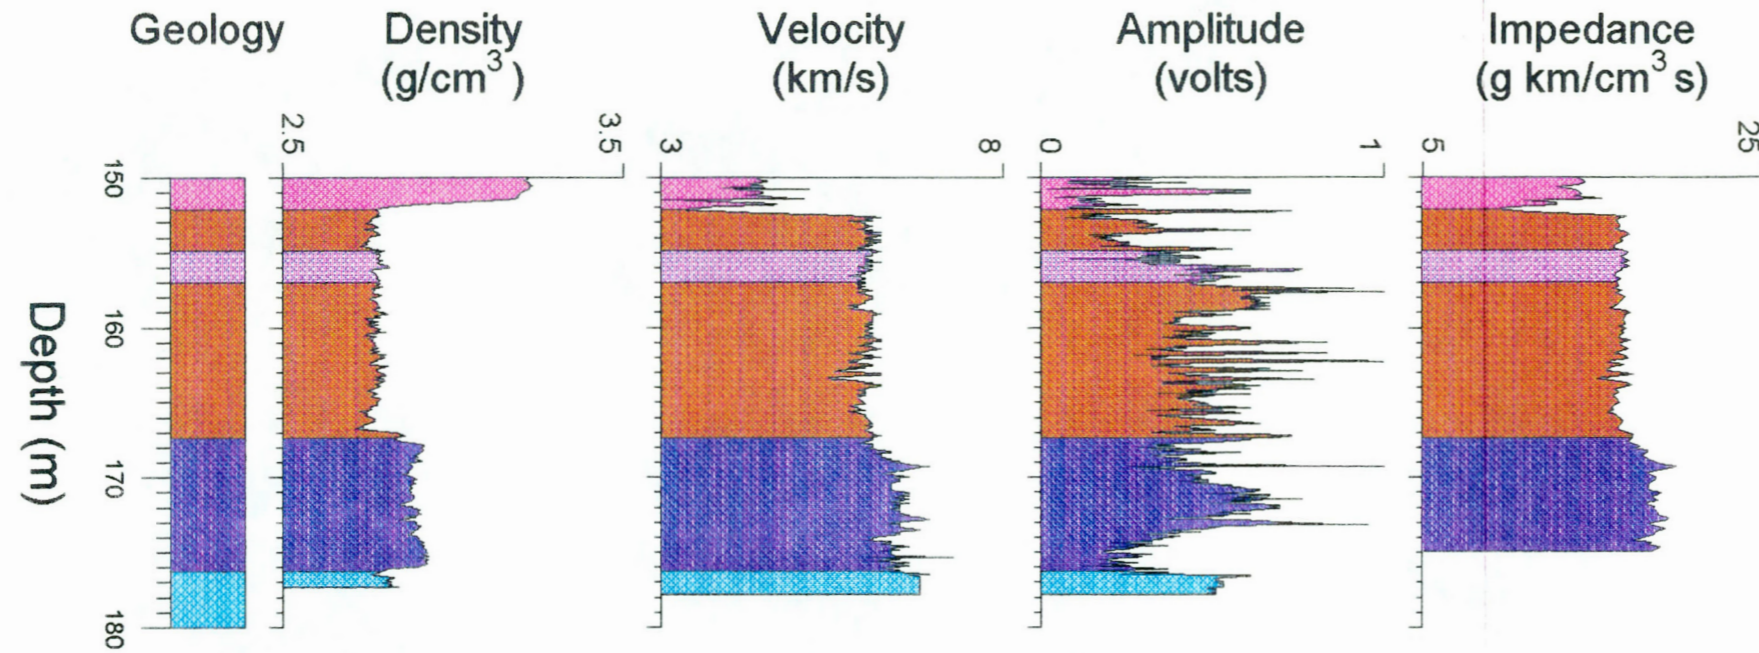 Geology
Density
(g/cm³)
Velocity
(km/s)
Amplitude
(volts)
Impedance
(g km/cm³ s)
2.5
3.5
3
8
0
1
5
25
150
160
170
180
Depth (m)